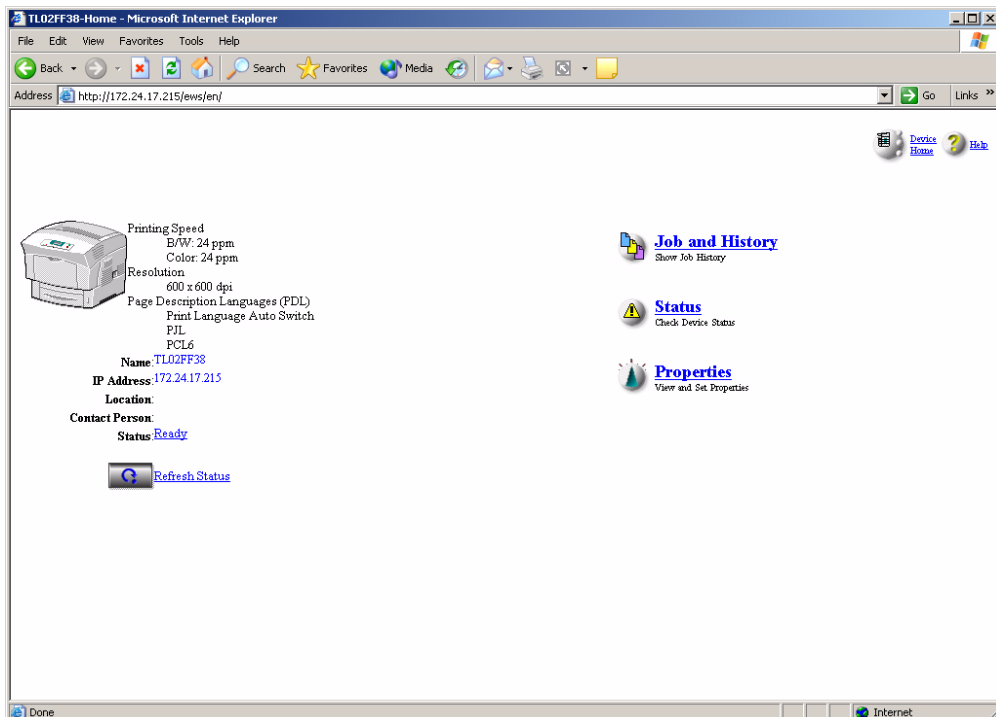 TL02FF38-Home - Microsoft Internet Explorer
File Edit View Favorites Tools Help
Back Search Favorites Media
Address http://172.24.17.215/ews/en/ Go Links »
Device Home Help
Printing Speed
B/W: 24 ppm
Color: 24 ppm
Resolution
600 x 600 dpi
Page Description Languages (PDL)
Print Language Auto Switch
PJL
PCL6
Name: TL02FF38
IP Address: 172.24.17.215
Location:
Contact Person:
Status: Ready
Refresh Status
Job and History
Show Job History
Status
Check Device Status
Properties
View and Set Properties
Done Internet